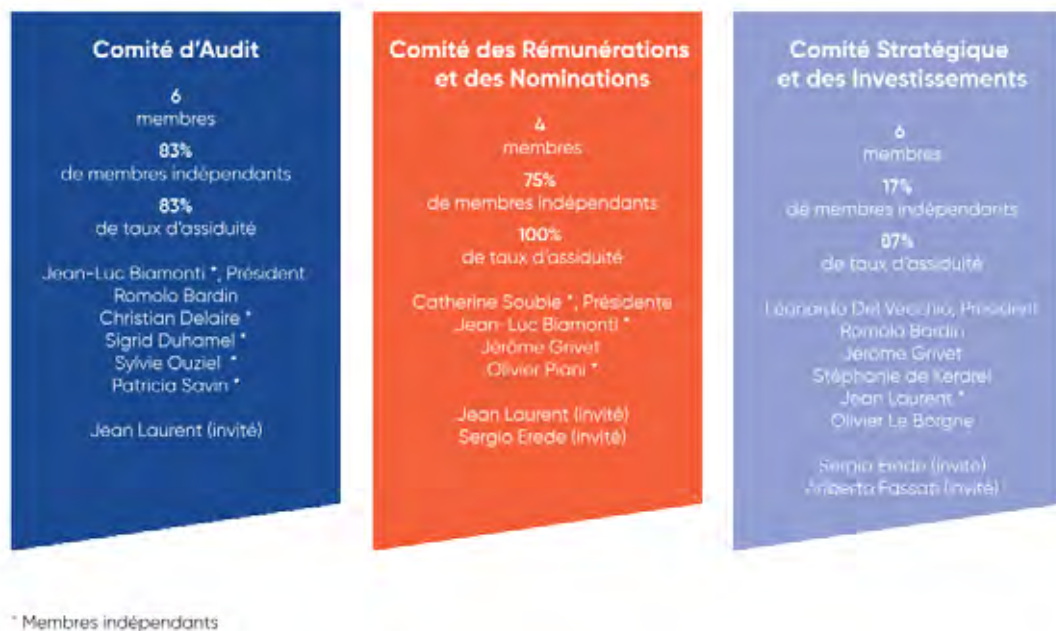 Comité d'Audit
6
membres
83%
de membres indépendants
83%
de taux d'assiduité
Jean-Luc Biamonti *, Président
Romolo Bardin
Christian Delaire *
Sigrid Duhamel *
Sylvie Ouziel *
Patricia Savin *
Jean Laurent (invité)
Comité des Rémunérations
et des Nominations
4
membres
75%
de membres indépendants
100%
de taux d'assiduité
Catherine Soubie *, Présidente
Jean- Luc Biamonti *
Jérôme Grivet
Olivier Piani *
Jean Laurent (invité)
Sergio Erede (invité)
Comité Stratégique
et des Investissements
6
membres
17%
de membres indépendants
87%
de taux d'assiduité
Léonardo Del Vecchio, Président
Romolo Bardin
Jérôme Grivet
Stéphanie de Kerdrel
Jean Laurent *
Olivier Le Borgne
Sergio Erede (invité)
Fassati (invité)
* Membres indépendants